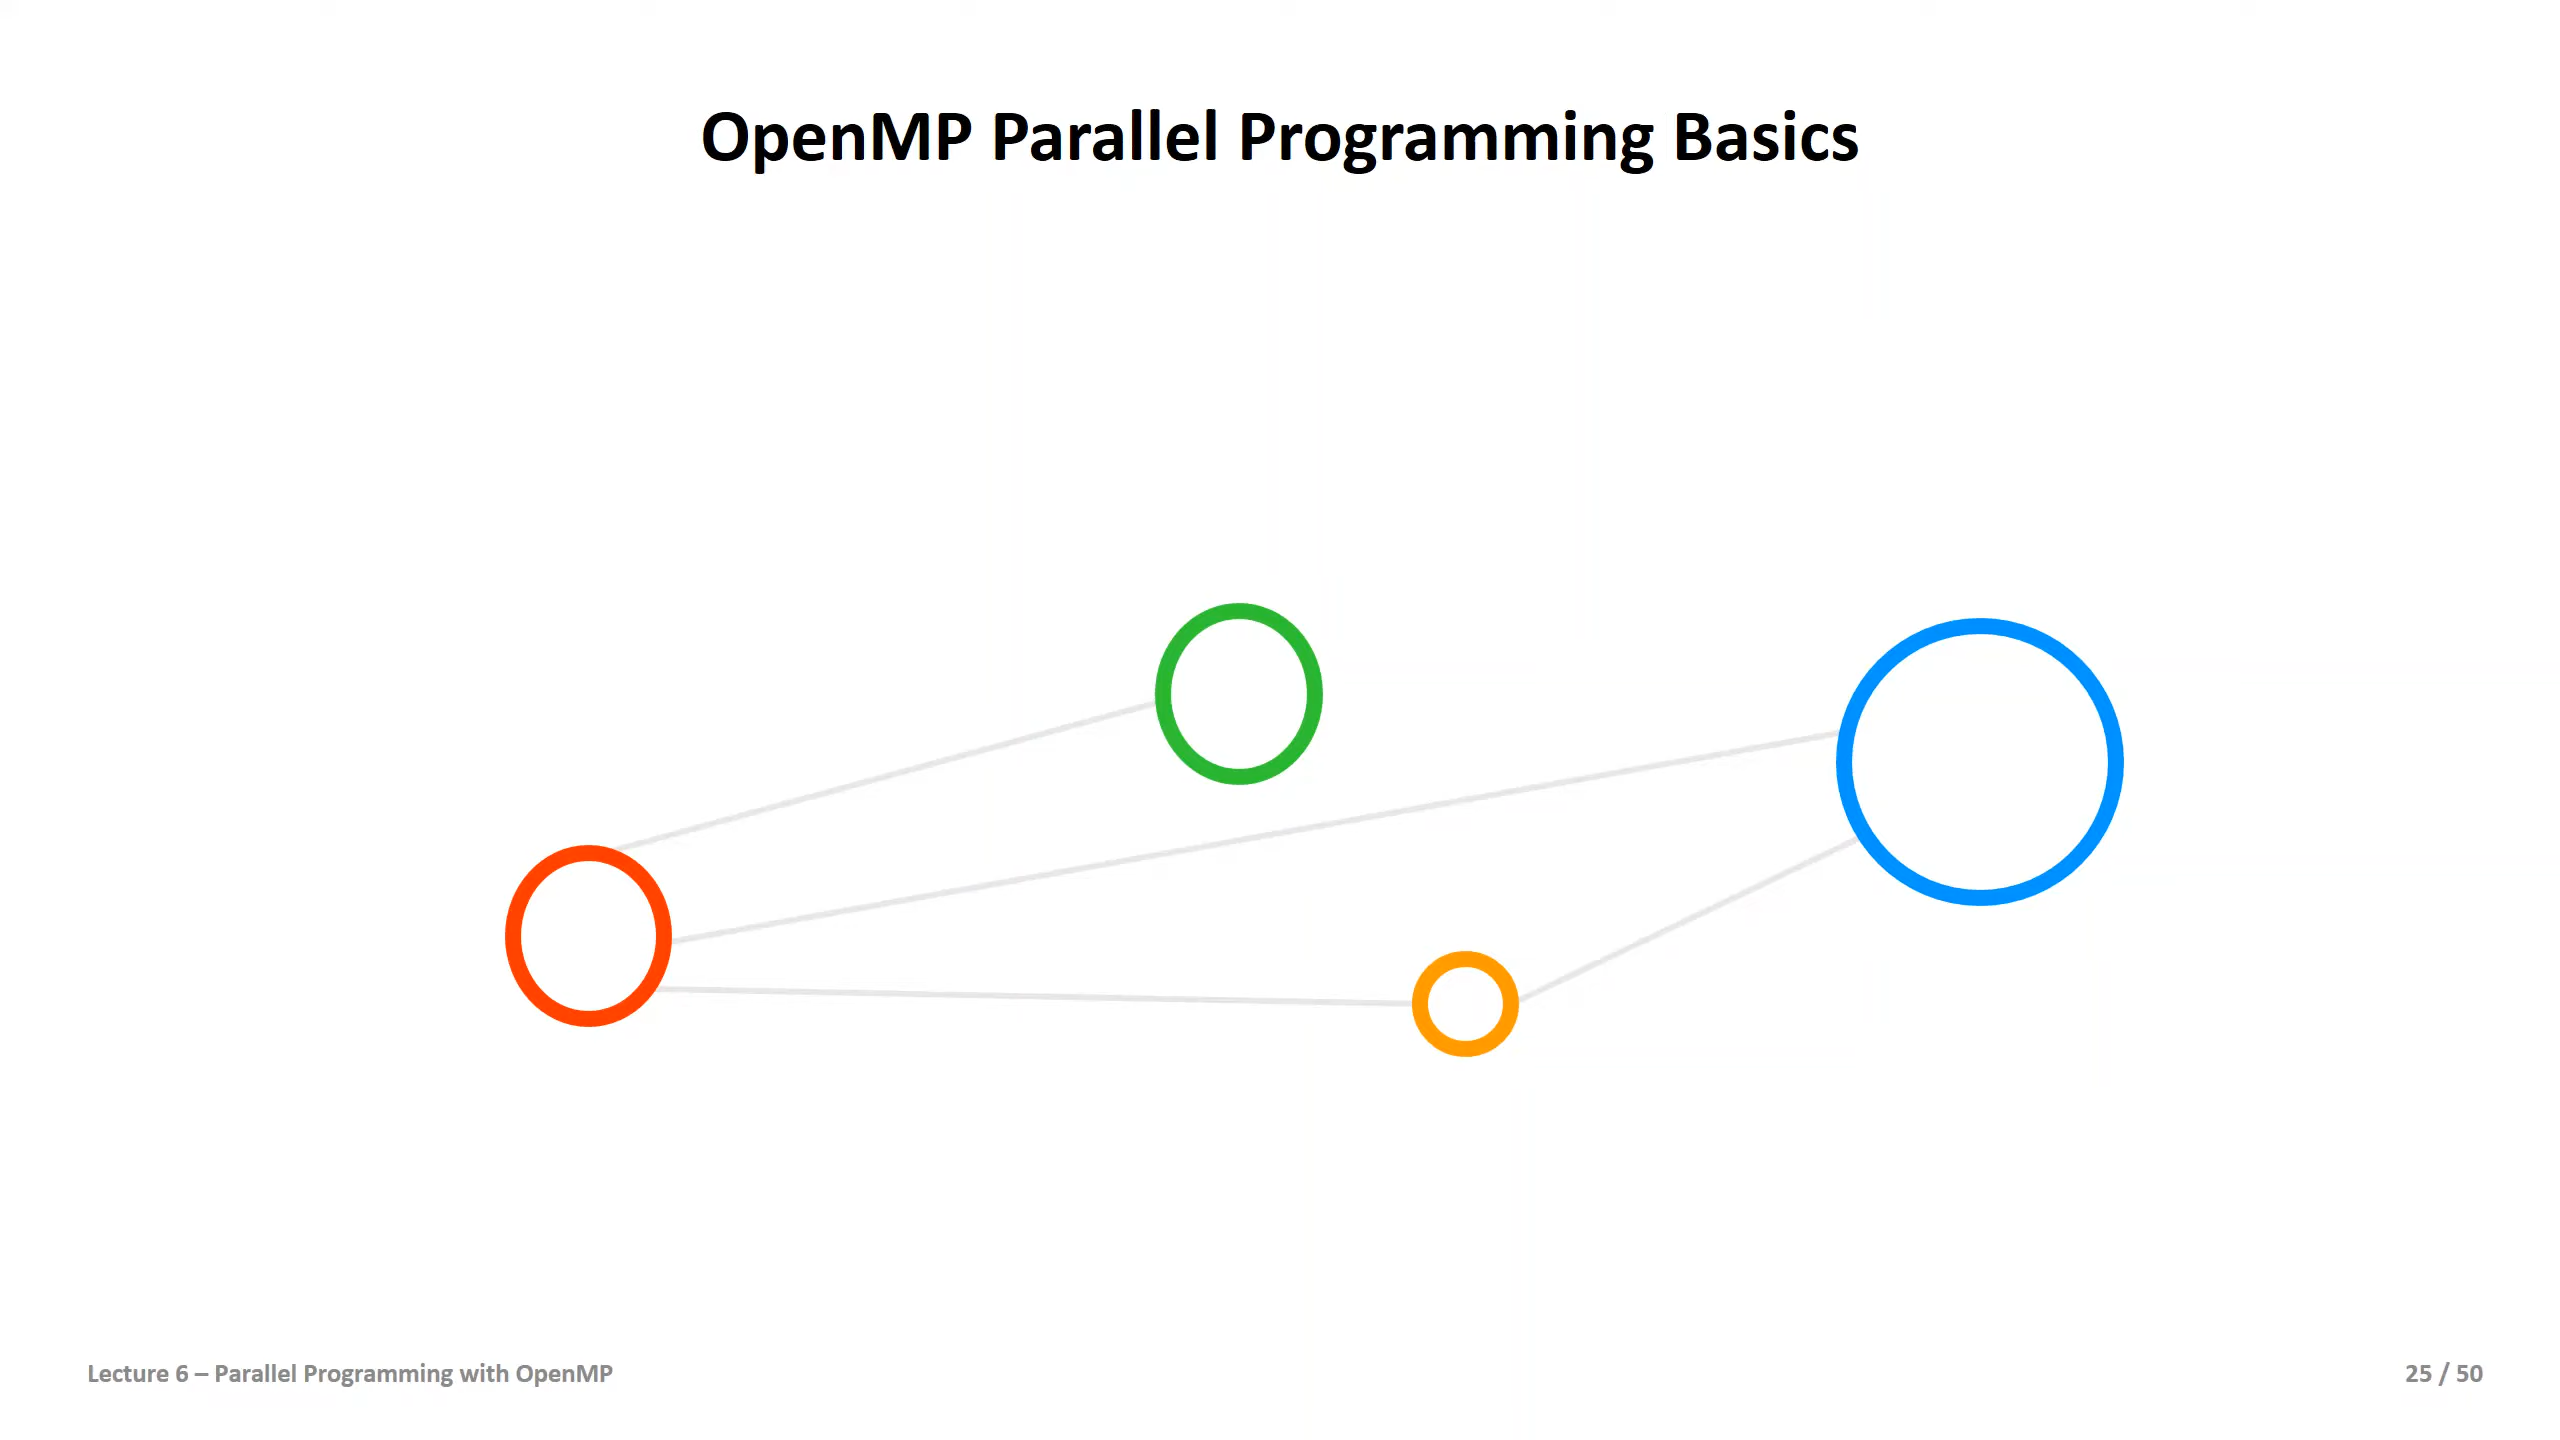 OpenMP Parallel Programming Basics
Lecture 6 – Parallel Programming with OpenMP
25 / 50